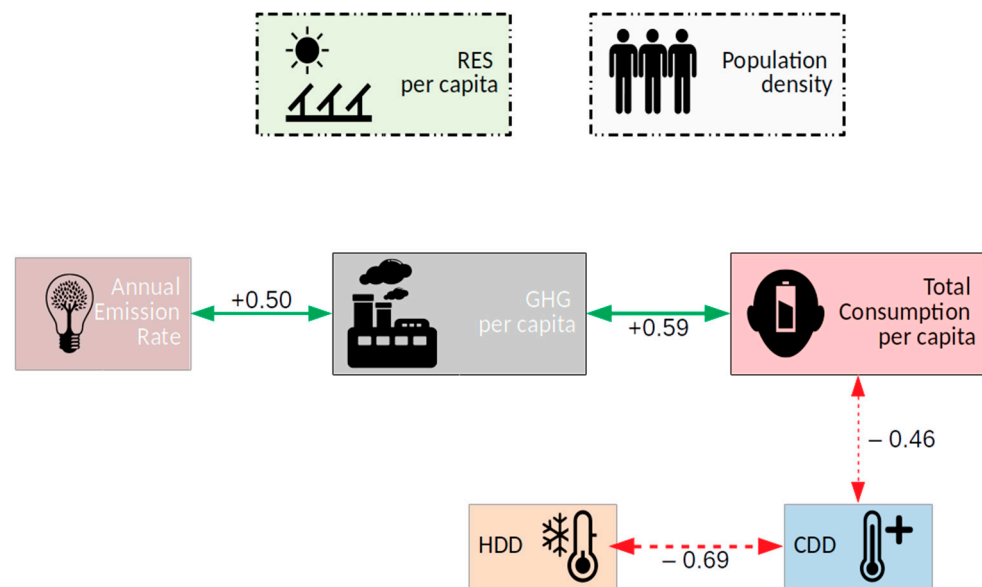 RES
per capita
Population
density
Annual
Emission
Rate
+0.50
GHG
per capita
+0.59
Total
Consumption
per capita
– 0.46
HDD
– 0.69
CDD